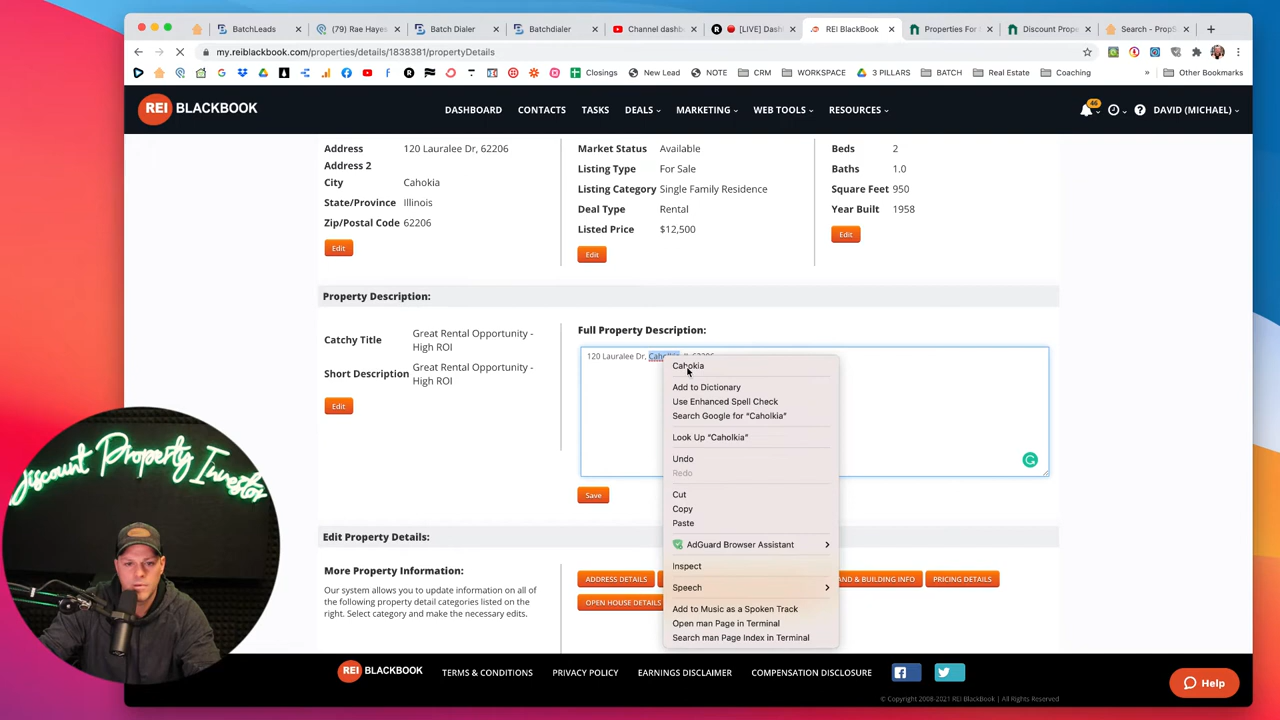 BatchLeads
(79) Rae Hayes
Batch Dialer
Batchdialer
Channel dashb
[LIVE] Dash
REI BlackBook
Properties For
Discount Prope
Search – PropS
my.reiblackbook.com/properties/details/1838381/propertyDetails
Closings
New Lead
NOTE
CRM
WORKSPACE
3 PILLARS
BATCH
Real Estate
Coaching
»
Other Bookmarks
REI BLACKBOOK
DASHBOARD
CONTACTS
TASKS
DEALS
MARKETING
WEB TOOLS
RESOURCES
46
DAVID (MICHAEL)
Address 120 Lauralee Dr, 62206
Address 2
City Cahokia
State/Province Illinois
Zip/Postal Code 62206
Edit
Market Status Available
Listing Type For Sale
Listing Category Single Family Residence
Deal Type Rental
Listed Price $12,500
Edit
Beds 2
Baths 1.0
Square Feet 950
Year Built 1958
Edit
Property Description:
Catchy Title Great Rental Opportunity -
High ROI
Short Description Great Rental Opportunity -
High ROI
Edit
Full Property Description:
120 Lauralee Dr,
Cahokia
Add to Dictionary
Use Enhanced Spell Check
Search Google for “Caholkia”
Look Up “Caholkia”
Undo
Redo
Cut
Copy
Paste
AdGuard Browser Assistant
Inspect
Speech
Add to Music as a Spoken Track
Open man Page in Terminal
Search man Page Index in Terminal
Save
Edit Property Details:
More Property Information:
Our system allows you to update information on all of
the following property detail categories listed on the
right. Select category and make the necessary edits.
ADDRESS DETAILS
AND & BUILDING INFO
PRICING DETAILS
OPEN HOUSE DETAILS
Discount Property Investor
REI BLACKBOOK
TERMS & CONDITIONS
PRIVACY POLICY
EARNINGS DISCLAIMER
COMPENSATION DISCLOSURE
© Copyright 2008-2021 REI BlackBook | All Rights Reserved
Help